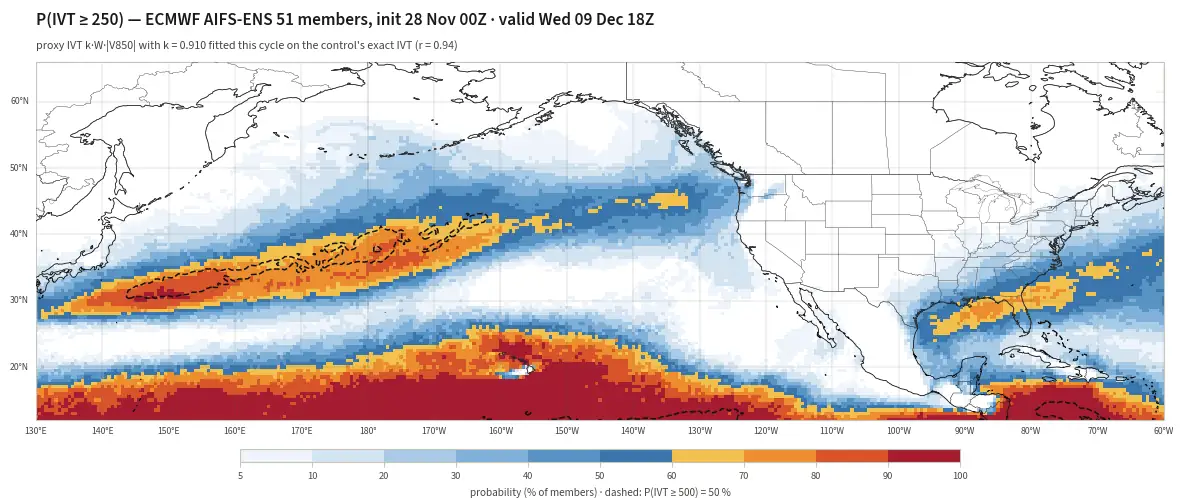 P(IVT ≥ 250) — ECMWF AIFS-ENS 51 members, init 28 Nov 00Z · valid Wed 09 Dec 18Z
proxy IVT k·W·|V850| with k = 0.910 fitted this cycle on the control's exact IVT (r = 0.94)
60°N
50°N
40°N
30°N
20°N
130°E 140°E 150°E 160°E 170°E 180° 170°W 160°W 150°W 140°W 130°W 120°W 110°W 100°W 90°W 80°W 70°W 60°W
5 10 20 30 40 50 60 70 80 90 100
probability (% of members) · dashed: P(IVT ≥ 500) = 50 %